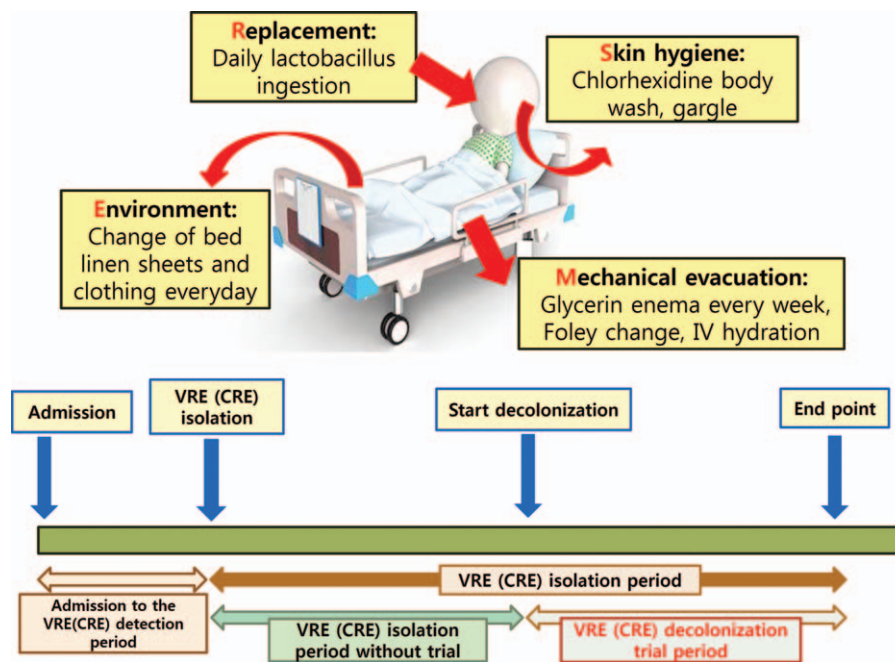 Replacement:
Daily lactobacillus
ingestion
Skin hygiene:
Chlorhexidine body
wash, gargle
Environment:
Change of bed
linen sheets and
clothing everyday
Mechanical evacuation:
Glycerin enema every week,
Foley change, IV hydration
Admission
VRE (CRE)
isolation
Start decolonization
End point
VRE (CRE) isolation period
Admission to the
VRE(CRE) detection
period
VRE (CRE) isolation
period without trial
VRE (CRE) decolonization
trial period